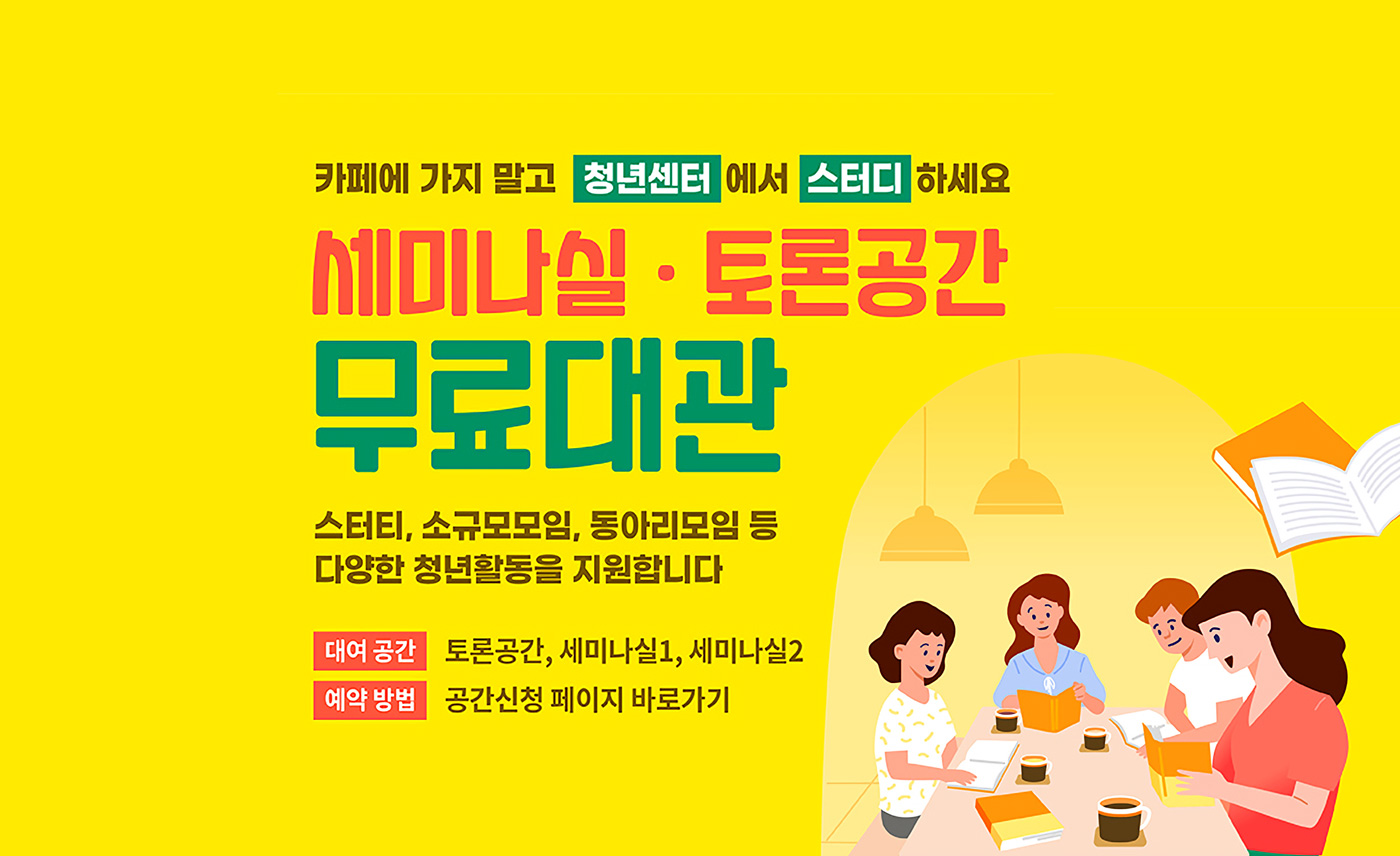 카페에 가지 말고 청년센터에서 스터디하세요
세미나실·토론공간
무료대관
스터티, 소규모모임, 동아리모임 등
다양한 청년활동을 지원합니다
대여 공간 토론공간, 세미나실1, 세미나실2
예약 방법 공간신청 페이지 바로가기